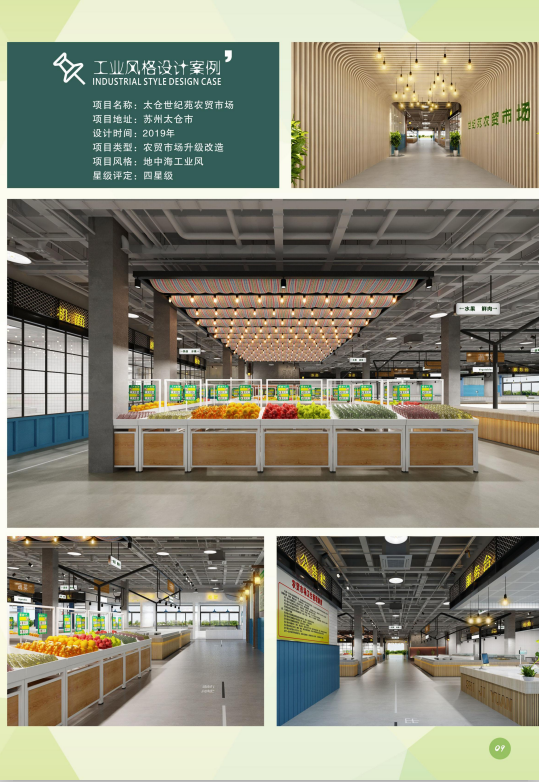 工业风格设计案例
INDUSTRIAL STYLE DESIGN CASE
项目名称：太仓世纪苑农贸市场
项目地址：苏州太仓市
设计时间：2019年
项目类型：农贸市场升级改造
项目风格：地中海工业风
星级评定：四星级
世纪苑农贸市场
水果 鲜肉
09